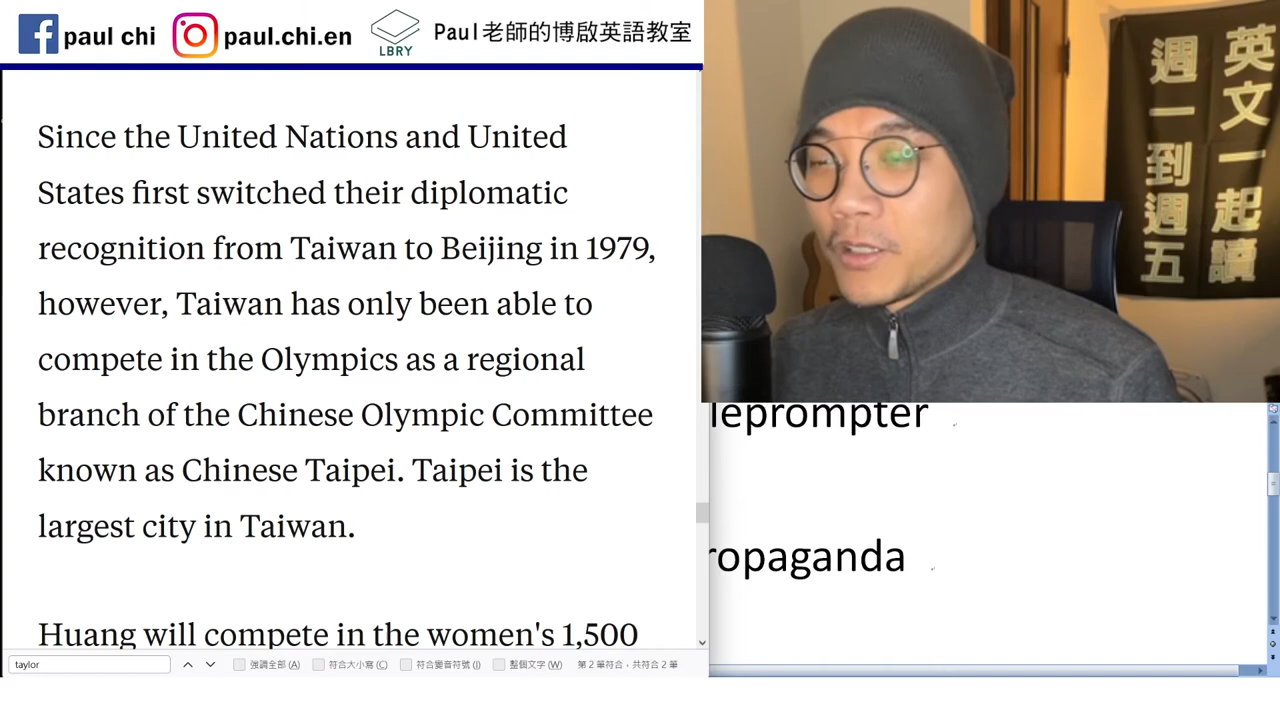 paul chi
paul.chi.en
LBRY
Paul老師的博啟英語教室
Since the United Nations and United
States first switched their diplomatic
recognition from Taiwan to Beijing in 1979,
however, Taiwan has only been able to
compete in the Olympics as a regional
branch of the Chinese Olympic Committee
known as Chinese Taipei. Taipei is the
largest city in Taiwan.
Huang will compete in the women's 1,500
taylor
強調全部 (A)
符合大小寫 (C)
符合變音符號 (I)
整個文字 (W)
第 2 筆符合，共符合 2 筆
英文一起讀
週一到週五
leprompter
ropaganda